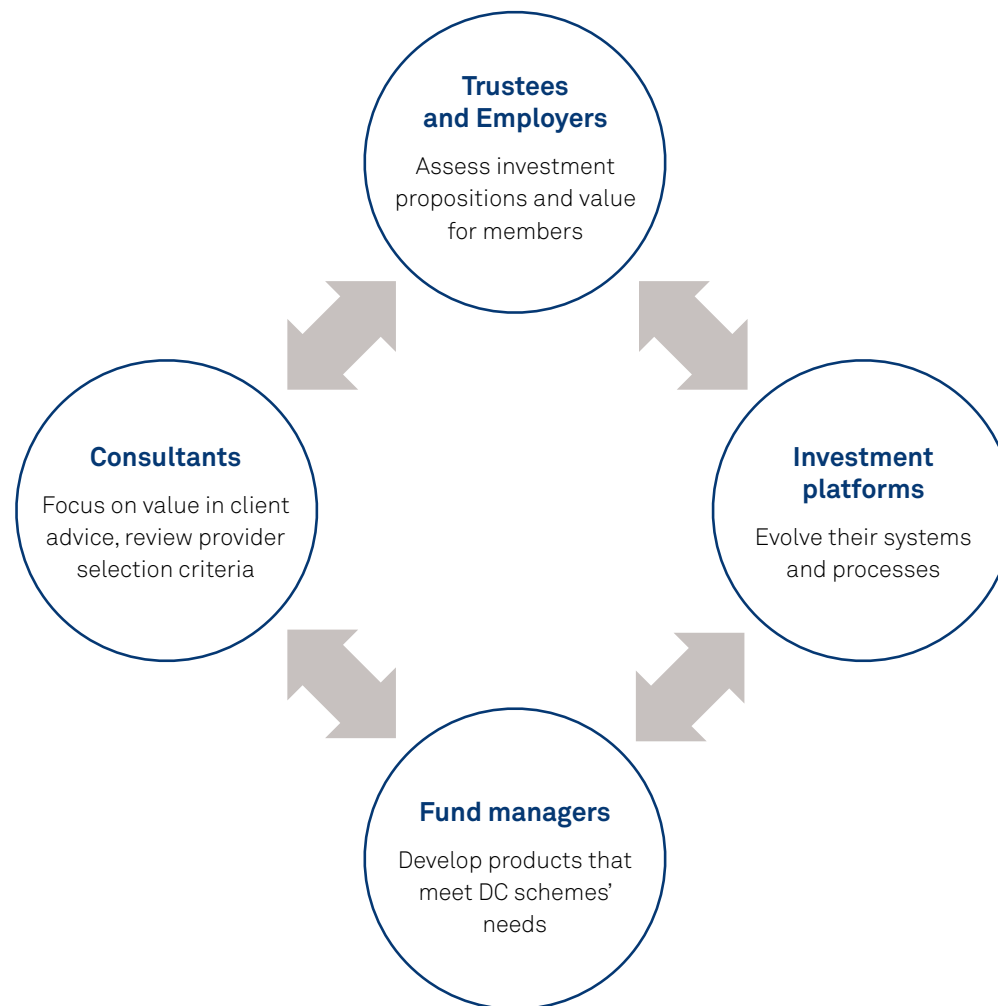 Trustees
and Employers
Assess investment
propositions and value
for members
Consultants
Focus on value in client
advice, review provider
selection criteria
Investment
platforms
Evolve their systems
and processes
Fund managers
Develop products that
meet DC schemes’
needs